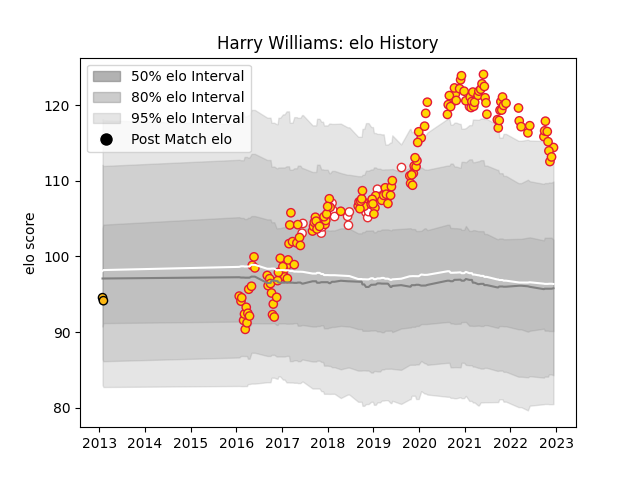 Harry Williams: elo History
50% elo Interval
80% elo Interval
95% elo Interval
Post Match elo
elo score
120
110
100
90
80
2013 2014 2015 2016 2017 2018 2019 2020 2021 2022 2023